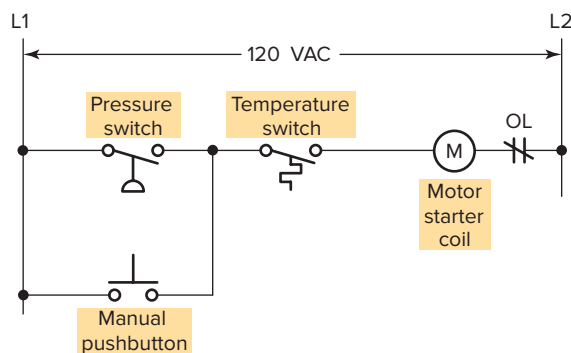 L1
L2
120 VAC
Pressure
switch
Temperature
switch
OL
M
Motor
starter
coil
Manual
pushbutton